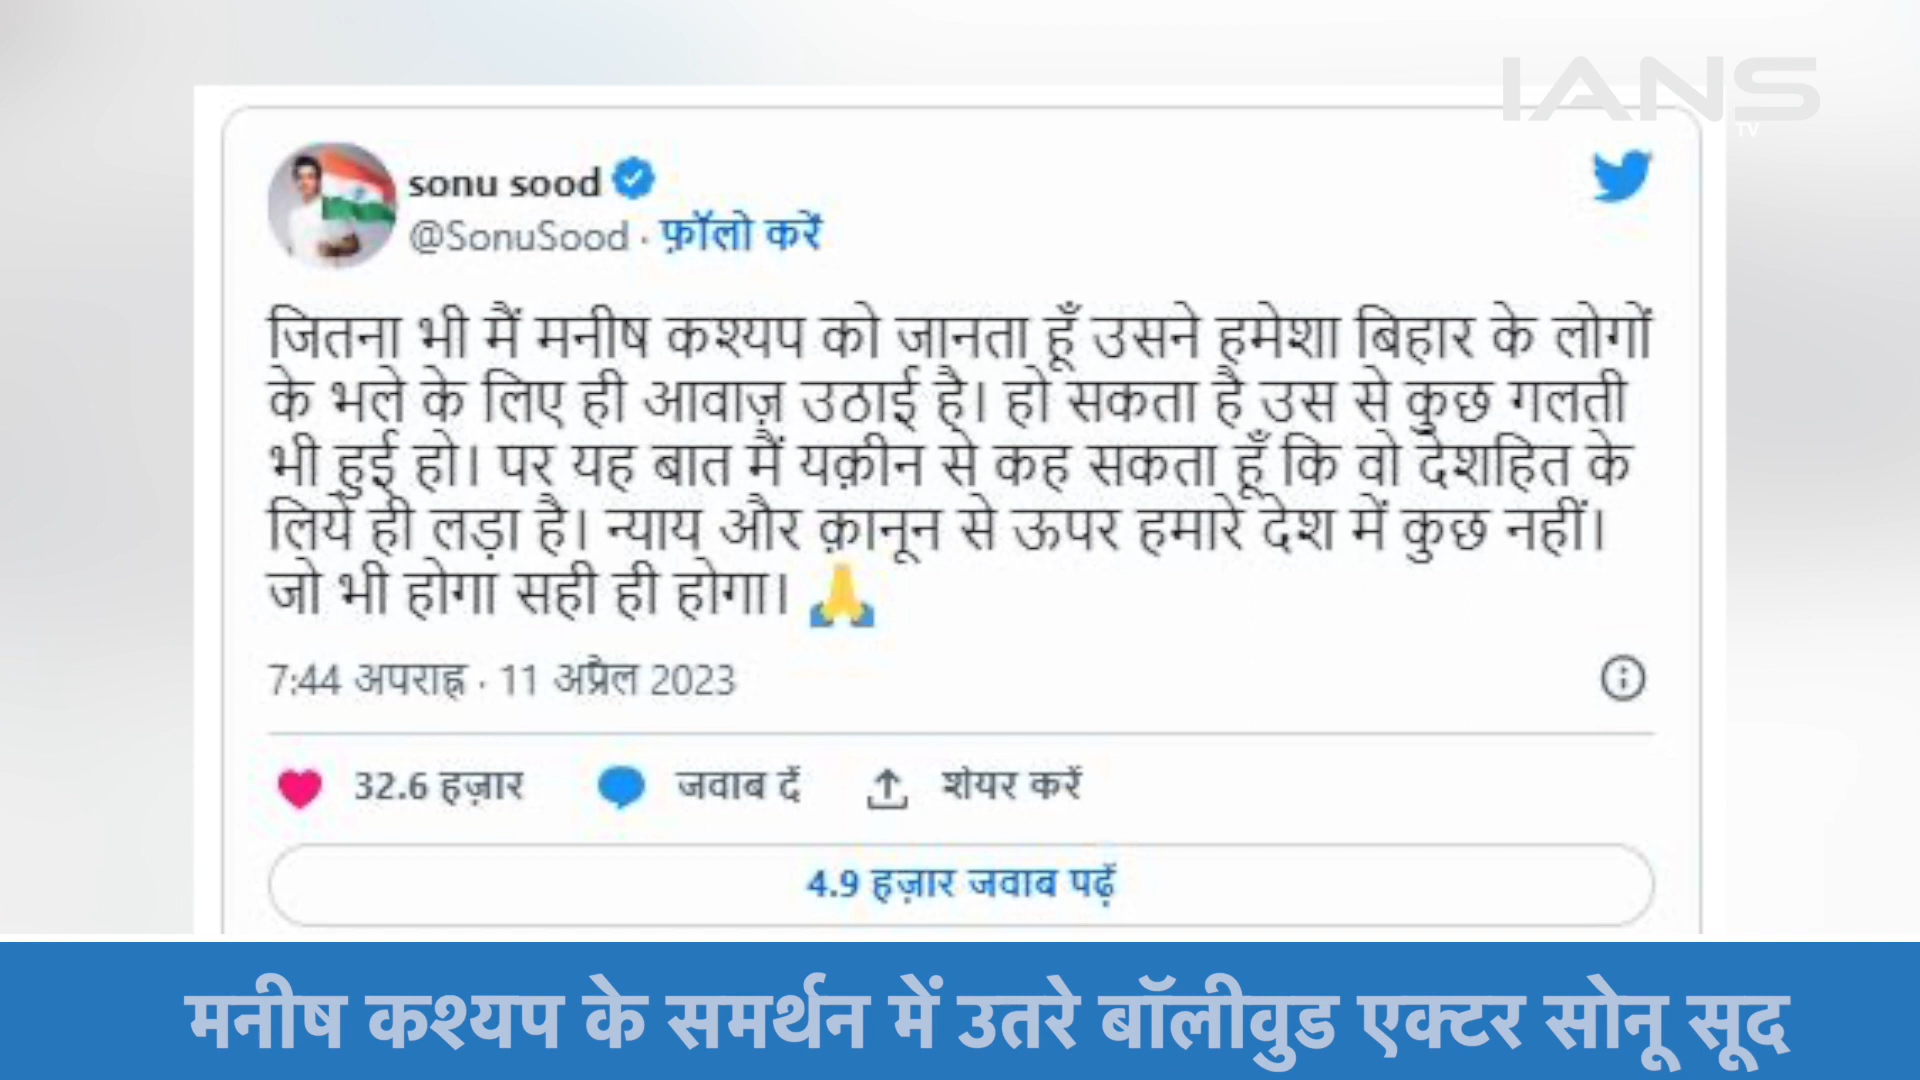 IANS
TV
sonu sood
@SonuSood · फ़ॉलो करें
जितना भी मैं मनीष कश्यप को जानता हूँ उसने हमेशा बिहार के लोगों
के भले के लिए ही आवाज़ उठाई है। हो सकता है उस से कुछ गलती
भी हुई हो। पर यह बात मैं यक़ीन से कह सकता हूँ कि वो देशहित के
लिये ही लड़ा है। न्याय और क़ानून से ऊपर हमारे देश में कुछ नहीं।
जो भी होगा सही ही होगा। 🙏
7:44 अपराह्न · 11 अप्रैल 2023
32.6 हज़ार जवाब दें शेयर करें
4.9 हज़ार जवाब पढ़ें
मनीष कश्यप के समर्थन में उतरे बॉलीवुड एक्टर सोनू सूद